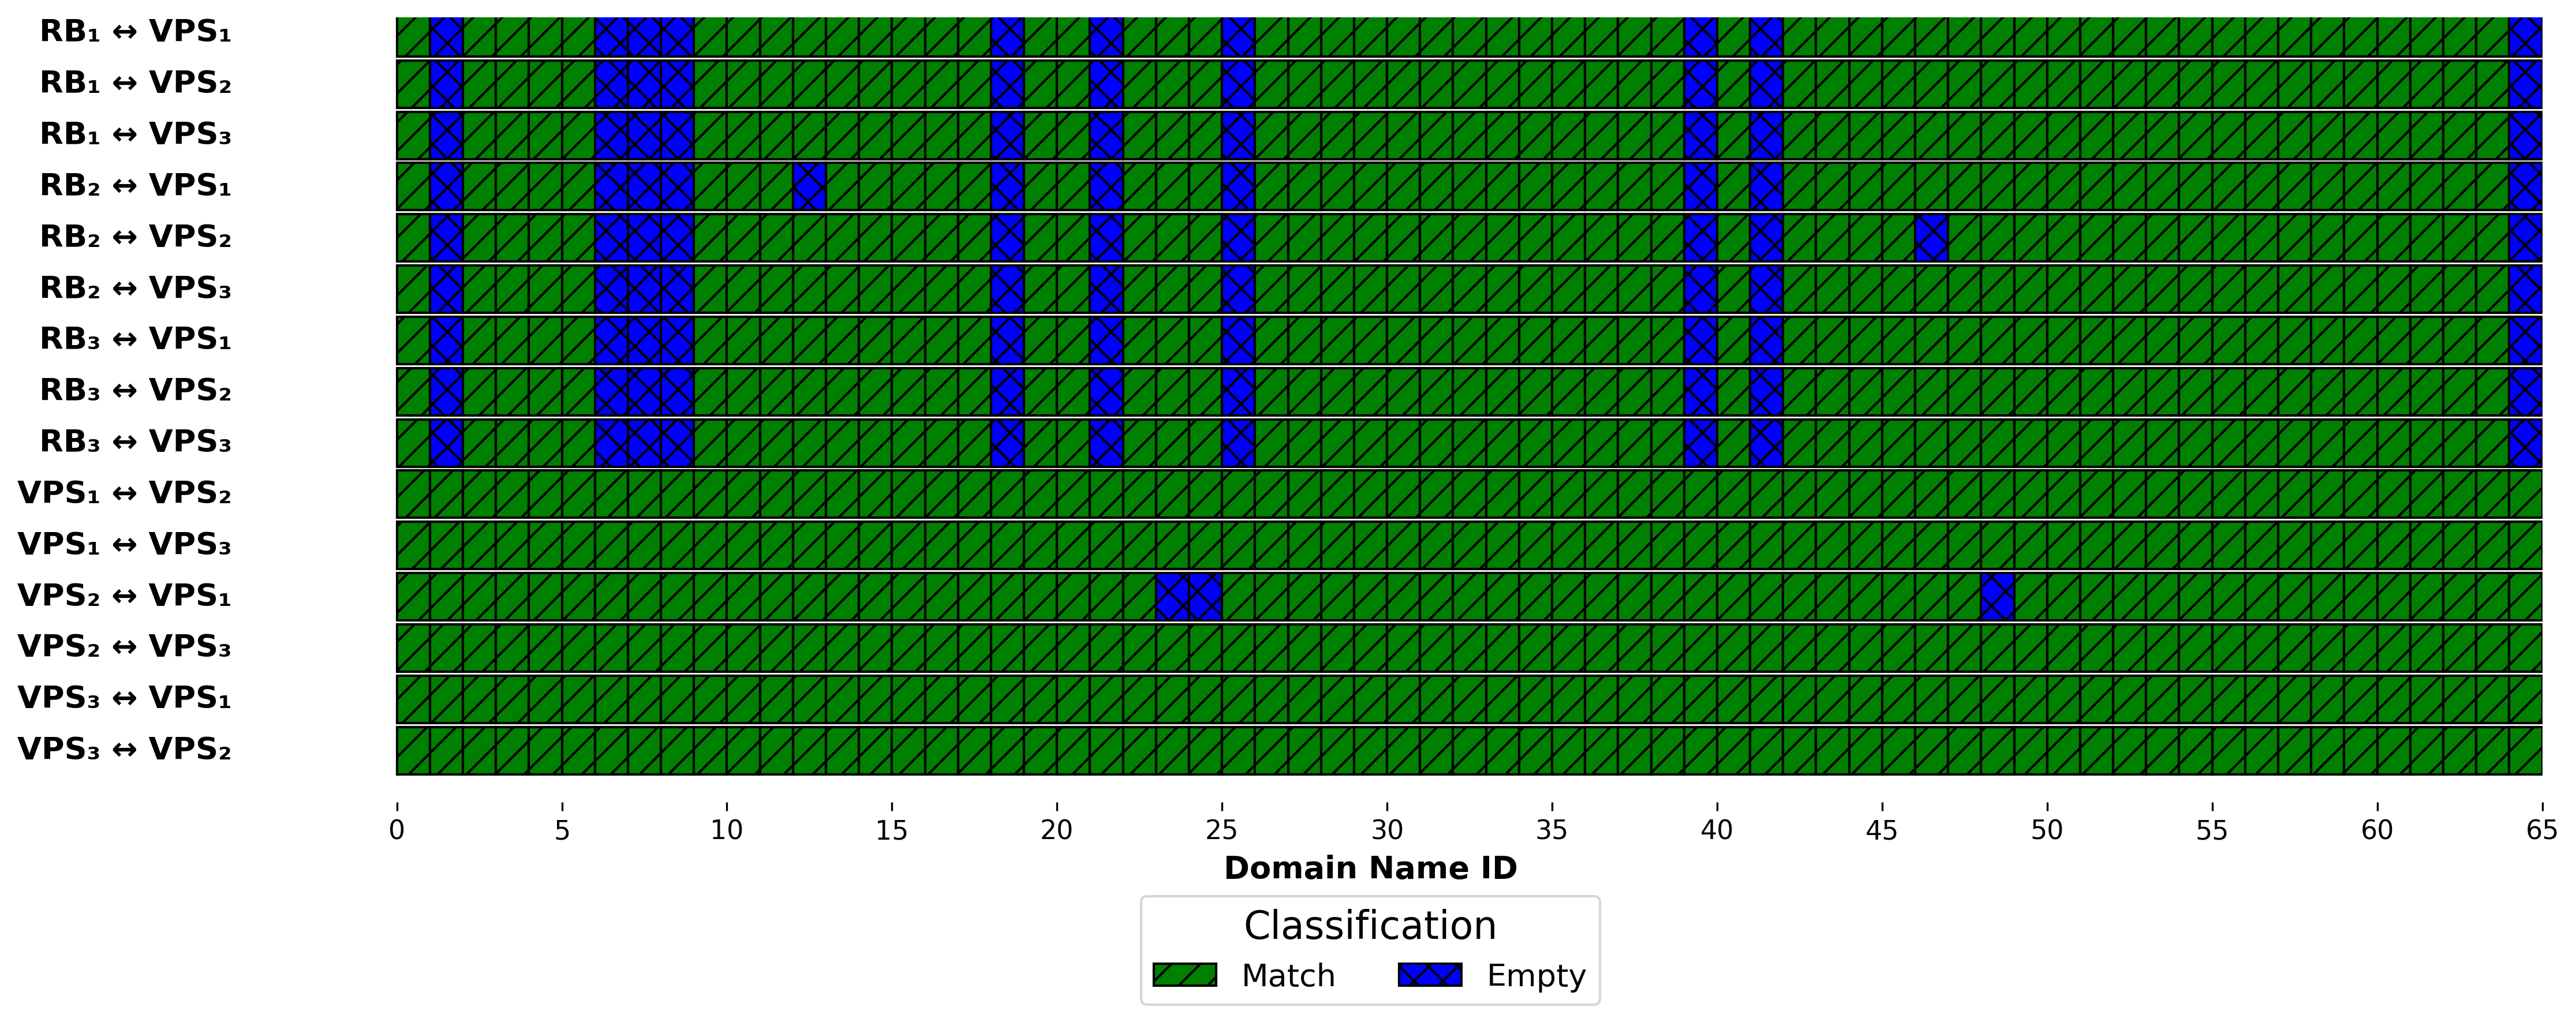 RB₁ ↔ VPS₁
RB₁ ↔ VPS₂
RB₁ ↔ VPS₃
RB₂ ↔ VPS₁
RB₂ ↔ VPS₂
RB₂ ↔ VPS₃
RB₃ ↔ VPS₁
RB₃ ↔ VPS₂
RB₃ ↔ VPS₃
VPS₁ ↔ VPS₂
VPS₁ ↔ VPS₃
VPS₂ ↔ VPS₁
VPS₂ ↔ VPS₃
VPS₃ ↔ VPS₁
VPS₃ ↔ VPS₂
0 5 10 15 20 25 30 35 40 45 50 55 60 65
Domain Name ID
Classification
Match Empty